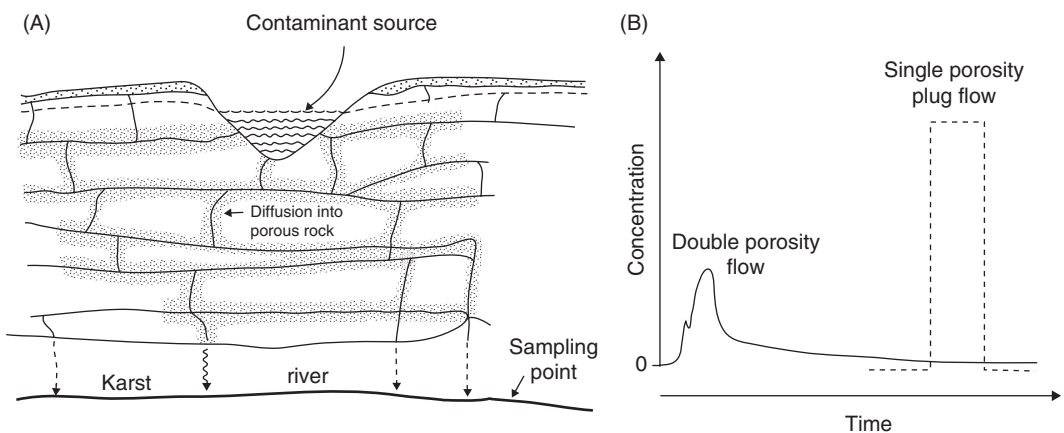 (A)
Contaminant source
Diffusion into
porous rock
Karst
river
Sampling
point
(B)
Concentration
0
Double porosity
flow
Single porosity
plug flow
Time